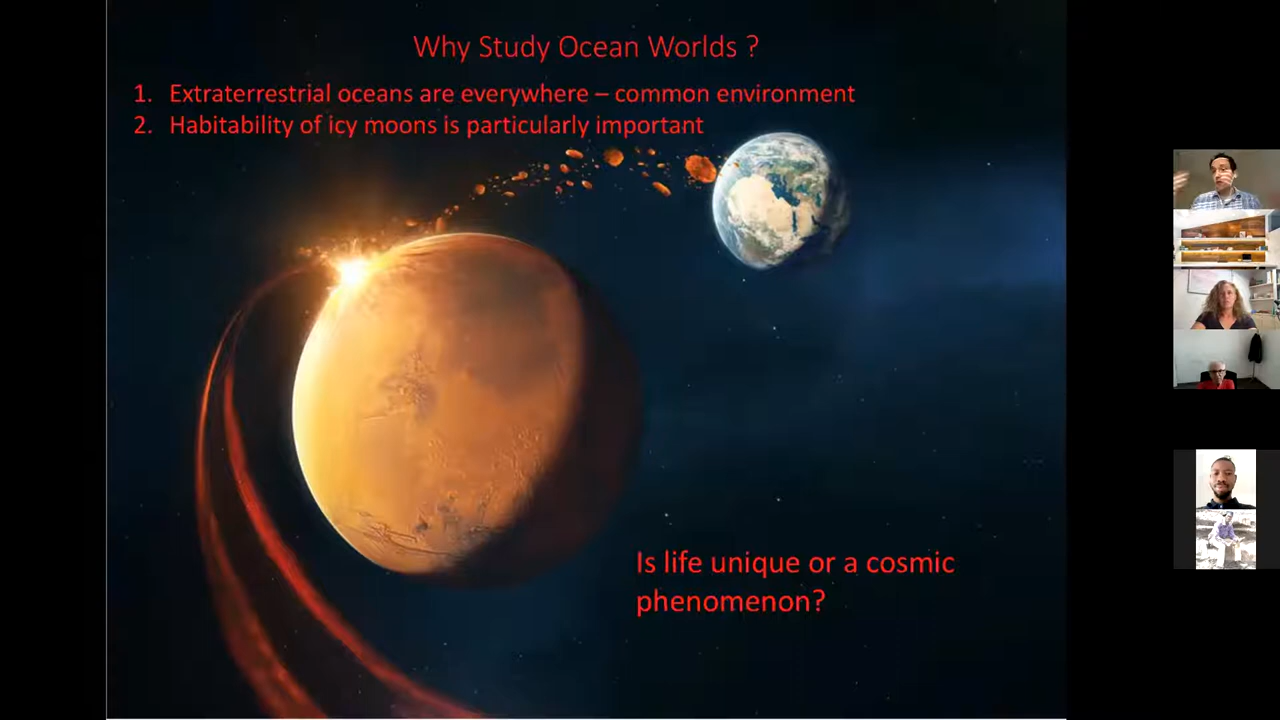 Why Study Ocean Worlds ?
1. Extraterrestrial oceans are everywhere – common environment
2. Habitability of icy moons is particularly important
Is life unique or a cosmic
phenomenon?